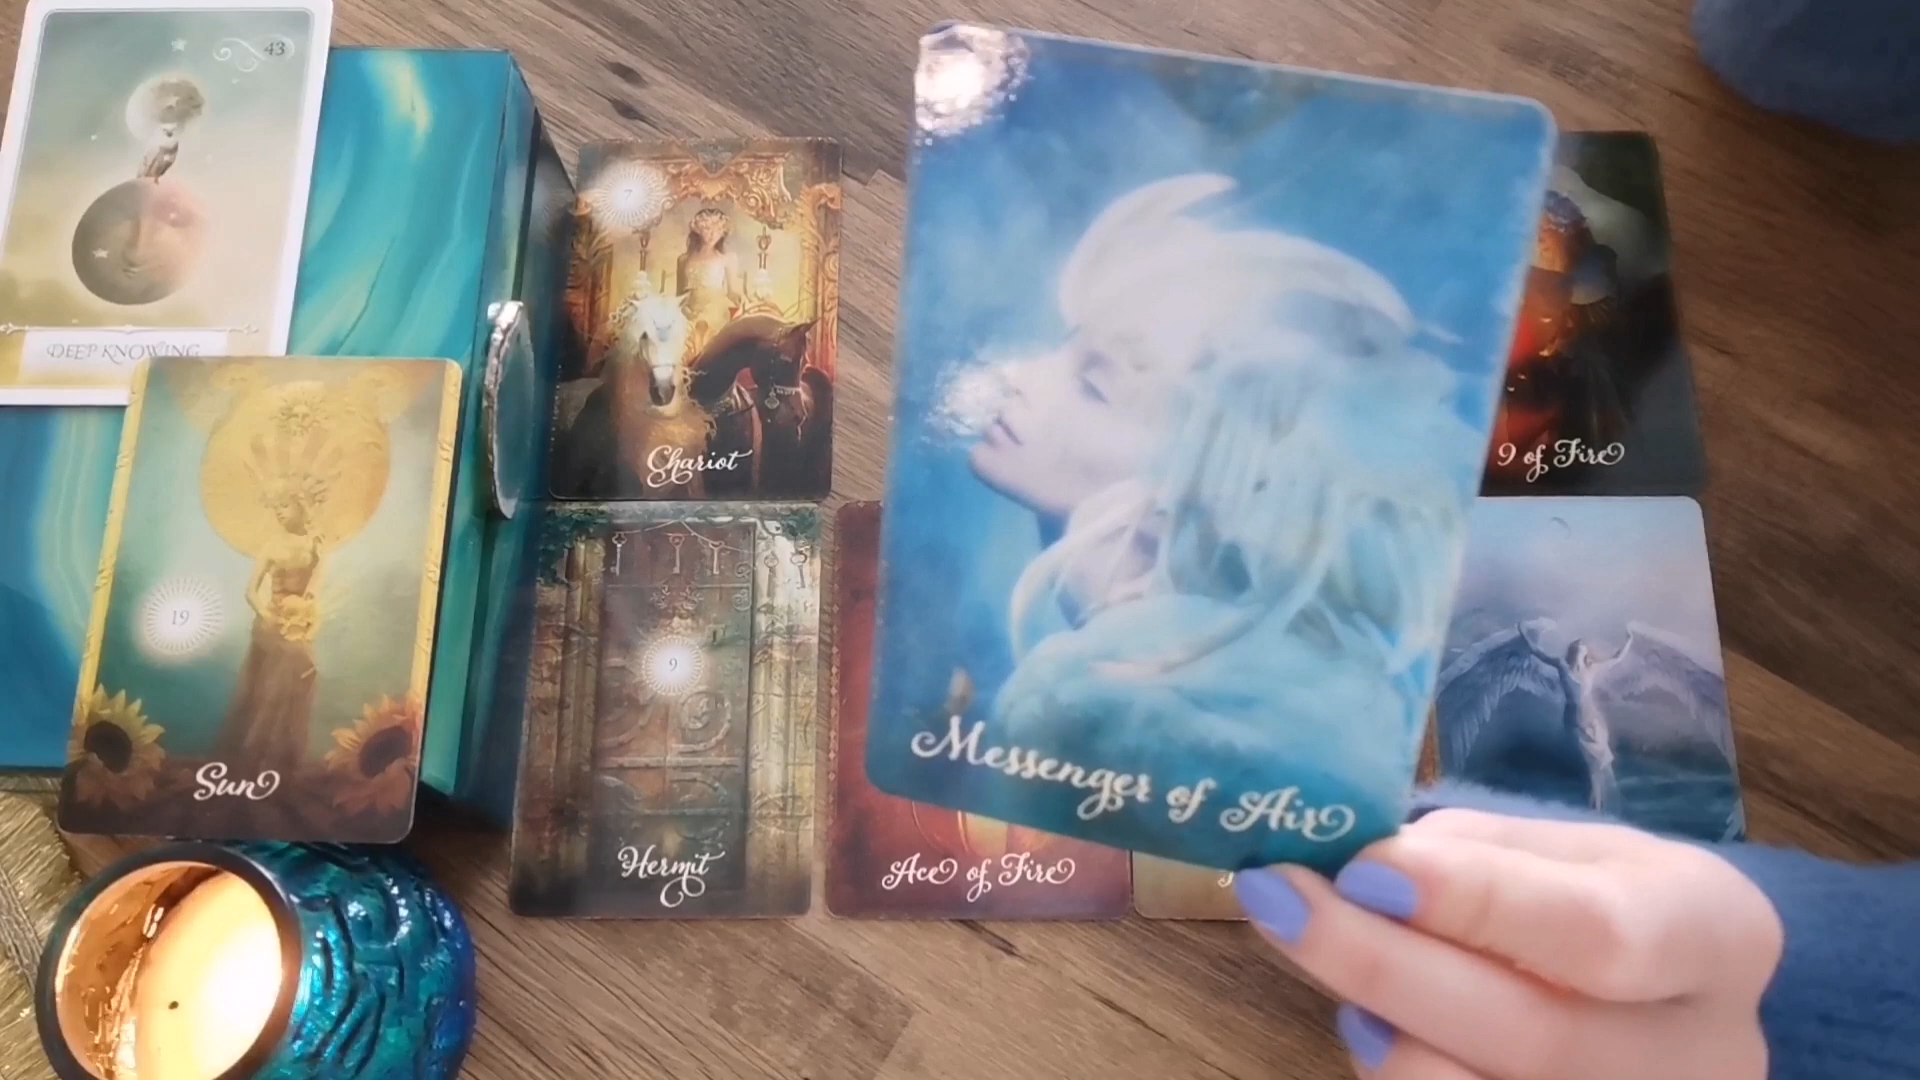 43
DEEP KNOWING
19
Sun
7
Chariot
9
Hermit
Ace of Fire
Messenger of Air
9 of Fire